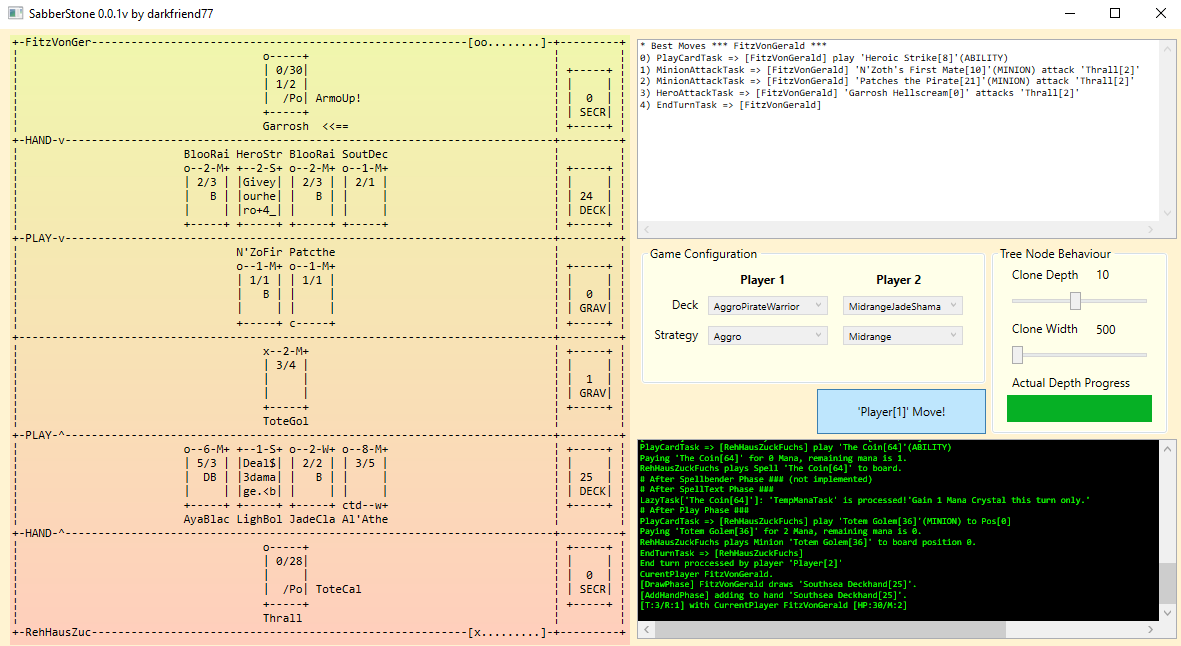 SabberStone 0.0.1v by darkfriend77
+-FitzVonGer----------------------------------------------------------[oo........]-+---------+
o-----+
| 0/30| +-----+
| 1/2 | | |
| /Po| ArmoUp! | 0 |
+-----+ | SECR|
Garrosh <<== +-----+
+-HAND-v---------------------------------------------------------------------------+---------+
BlooRai HeroStr BlooRai SoutDec
o--2-M+ +--2-S+ o--2-M+ o--1-M+ +-----+
| 2/3 | |Givey| | 2/3 | | 2/1 | | |
| B | |ourhe| | B | | | | 24 |
| | |ro+4_| | | | | | DECK|
+-----+ +-----+ +-----+ +-----+ +-----+
+-PLAY-v---------------------------------------------------------------------------+---------+
N'ZoFir Patcthe
o--1-M+ o--1-M+ +-----+
| 1/1 | | 1/1 | | |
| B | | | | 0 |
| | | | | GRAV|
+-----+ c-----+ +-----+
+----------------------------------------------------------------------------------+---------+
x--2-M+ +-----+
| 3/4 | | |
| | | 1 |
| | | GRAV|
+-----+ +-----+
ToteGol
+-PLAY-^---------------------------------------------------------------------------+---------+
o--6-M+ +--1-S+ o--2-W+ o--8-M+ +-----+
| 5/3 | |Deal$| | 2/2 | | 3/5 | | |
| DB | |3dama| | B | | | | 25 |
| | |ge.<b| | | | | | DECK|
+-----+ +-----+ +-----+ ctd--w+ +-----+
AyaBlac LighBol JadeCla Al'Athe
+-HAND-^---------------------------------------------------------------------------+---------+
o-----+ +-----+
| 0/28| | |
| | | 0 |
| /Po| ToteCal | SECR|
+-----+ +-----+
Thrall
+-RehHausZuc----------------------------------------------------------[x.........]-+---------+
* Best Moves *** FitzVonGerald ***
0) PlayCardTask => [FitzVonGerald] play 'Heroic Strike[8]'(ABILITY)
1) MinionAttackTask => [FitzVonGerald] 'N'Zoth's First Mate[10]'(MINION) attack 'Thrall[2]'
2) MinionAttackTask => [FitzVonGerald] 'Patches the Pirate[21]'(MINION) attack 'Thrall[2]'
3) HeroAttackTask => [FitzVonGerald] 'Garrosh Hellscream[0]' attacks 'Thrall[2]'
4) EndTurnTask => [FitzVonGerald]
Game Configuration
Player 1 Player 2
Deck AggroPirateWarrior MidrangeJadeShama
Strategy Aggro Midrange
'Player[1]' Move!
Tree Node Behaviour
Clone Depth 10
Clone Width 500
Actual Depth Progress
PlayCardTask => [RehHausZuckFuchs] play 'The Coin[64]'(ABILITY)
Paying 'The Coin[64]' for 0 Mana, remaining mana is 1.
RehHausZuckFuchs plays Spell 'The Coin[64]' to board.
# After Spellbender Phase ### (not implemented)
# After SpellText Phase ###
LazyTask['The Coin[64]']: 'TempManaTask' is processed!'Gain 1 Mana Crystal this turn only.'
# After Play Phase ###
PlayCardTask => [RehHausZuckFuchs] play 'Totem Golem[36]'(MINION) to Pos[0]
Paying 'Totem Golem[36]' for 2 Mana, remaining mana is 0.
RehHausZuckFuchs plays Minion 'Totem Golem[36]' to board position 0.
EndTurnTask => [RehHausZuckFuchs]
End turn proccessed by player 'Player[2]'
CurentPlayer FitzVonGerald.
[DrawPhase] FitzVonGerald draws 'Southsea Deckhand[25]'.
[AddHandPhase] adding to hand 'Southsea Deckhand[25]'.
[T:3/R:1] with CurrentPlayer FitzVonGerald [HP:30/M:2]